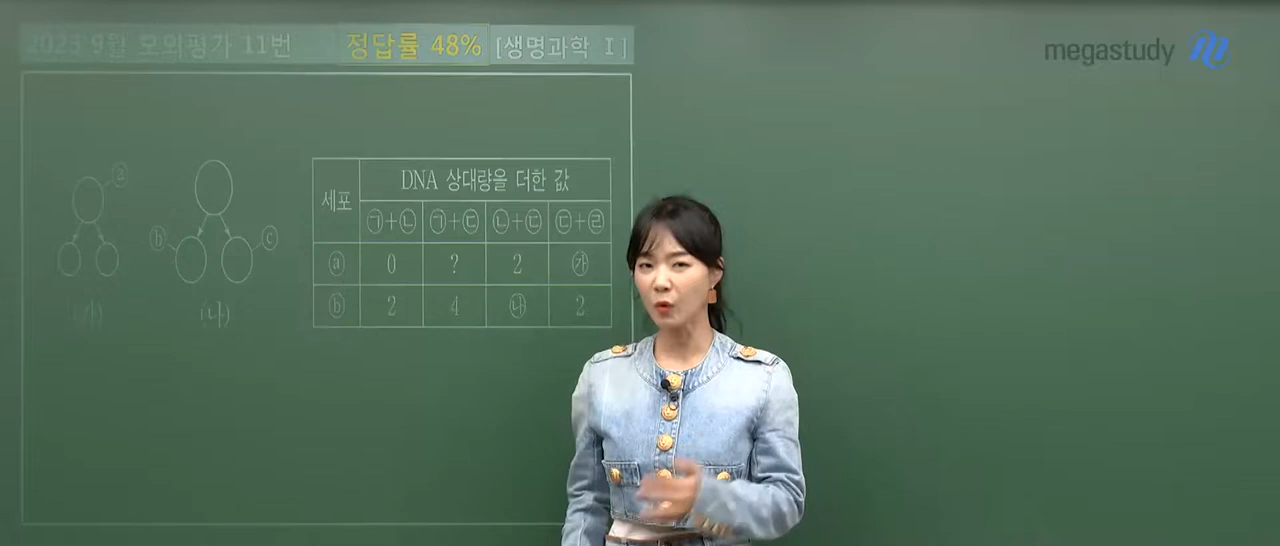 2023 9월 모의평가 11번 정답률 48% [생명과학 Ⅰ]
megastudy
ⓐ
ⓑ ⓒ
(가) (나)
세포 DNA 상대량을 더한 값
㉠+㉡ ㉠+㉢ ㉡+㉢ ㉢+㉣
ⓐ 0 ? 2 ㉮
ⓑ 2 4 ㉯ 2